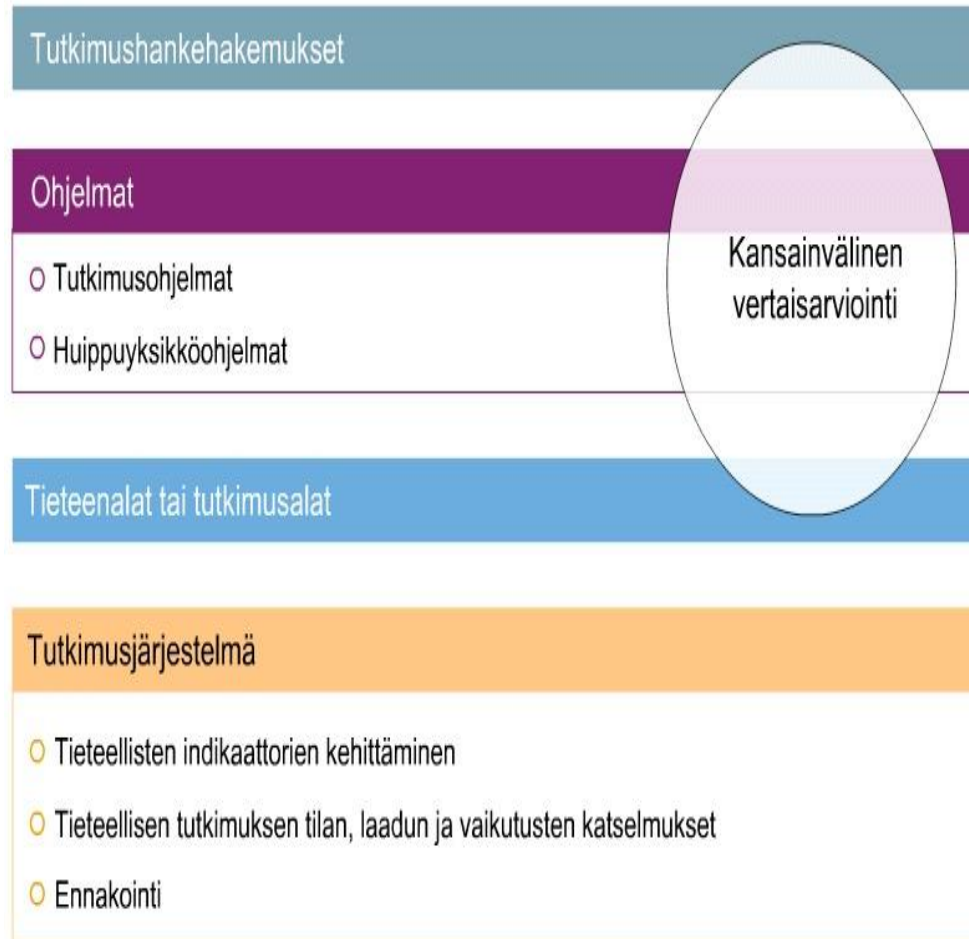 Tutkimushankehakemukset
Ohjelmat
Tutkimusohjelmat
Huippuyksikköohjelmat
Kansainvälinen
vertaisarviointi
Tieteenalat tai tutkimusalat
Tutkimusjärjestelmä
Tieteellisten indikaattorien kehittäminen
Tieteellisen tutkimuksen tilan, laadun ja vaikutusten katselmukset
Ennakointi